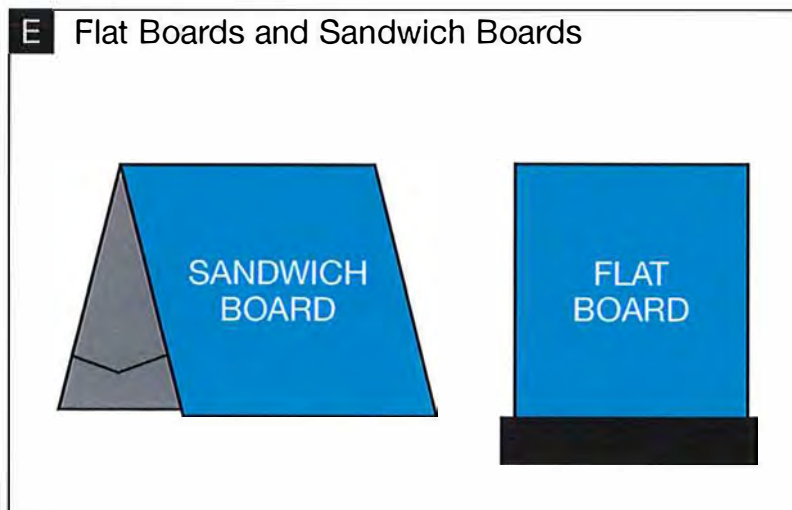 E Flat Boards and Sandwich Boards
SANDWICH
BOARD
FLAT
BOARD